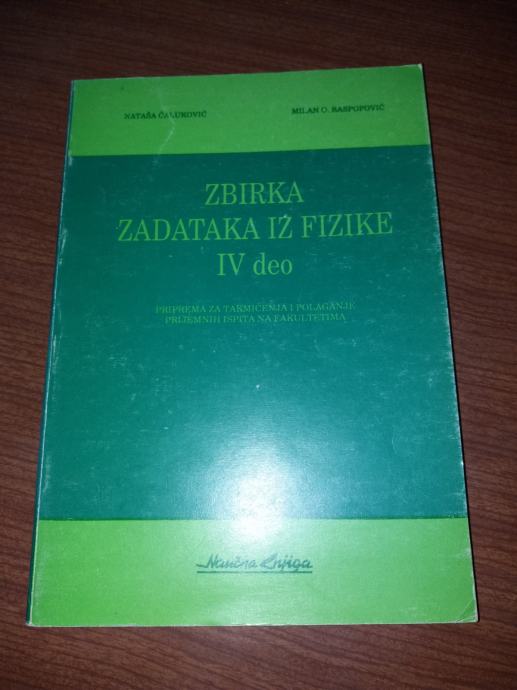 NATAŠA ČALUKOVIĆ
MILAN O. RASPOPOVIĆ
ZBIRKA
ZADATAKA IZ FIZIKE
IV deo
PRIPREMA ZA TAKMIČENJA I POLAGANJE
PRIJEMNIH ISPITA NA FAKULTETIMA
Naučna Knjiga